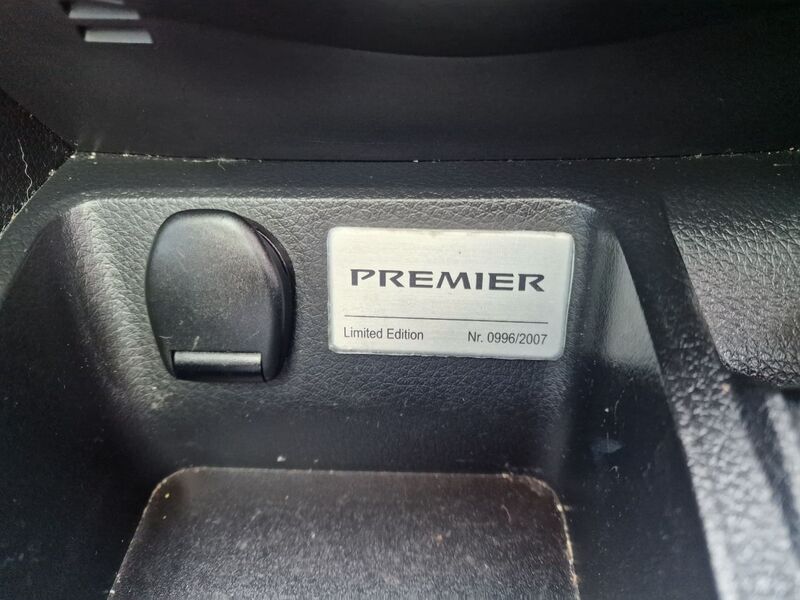 PREMIER
Limited Edition Nr. 0996/2007